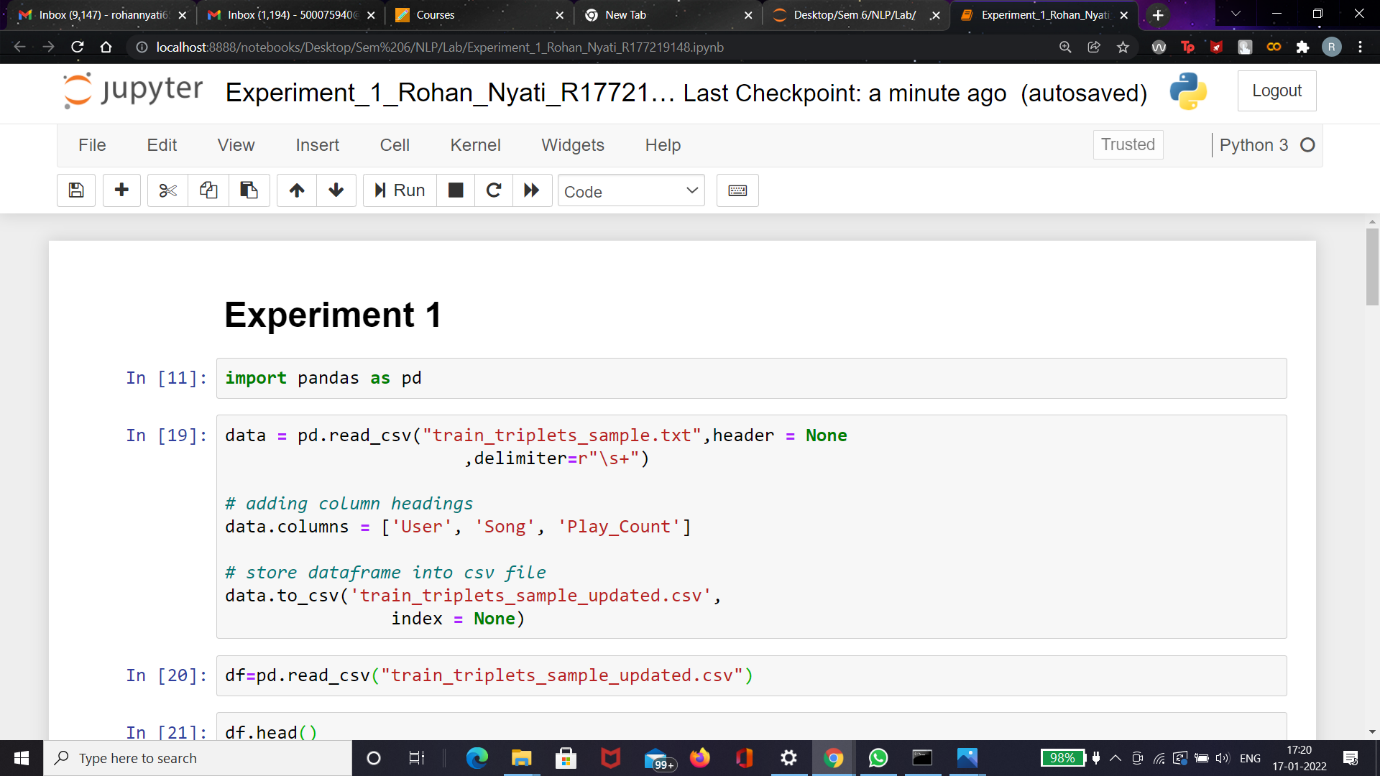 Inbox (9,147) - rohannyati6
Inbox (1,194) - 500075940@
Courses
New Tab
Desktop/Sem 6/NLP/Lab/
Experiment_1_Rohan_Nyati
localhost:8888/notebooks/Desktop/Sem%206/NLP/Lab/Experiment_1_Rohan_Nyati_R177219148.ipynb
Tp
R
jupyter
Experiment_1_Rohan_Nyati_R17721... Last Checkpoint: a minute ago (autosaved)
Logout
File Edit View Insert Cell Kernel Widgets Help
Trusted
Python 3
Run
Code
Experiment 1
In [11]: import pandas as pd
In [19]: data = pd.read_csv("train_triplets_sample.txt",header = None
,delimiter=r"\s+")
# adding column headings
data.columns = ['User', 'Song', 'Play_Count']
# store dataframe into csv file
data.to_csv('train_triplets_sample_updated.csv',
index = None)
In [20]: df=pd.read_csv("train_triplets_sample_updated.csv")
In [21]: df.head()
Type here to search
99+
98%
ENG
17:20
17-01-2022